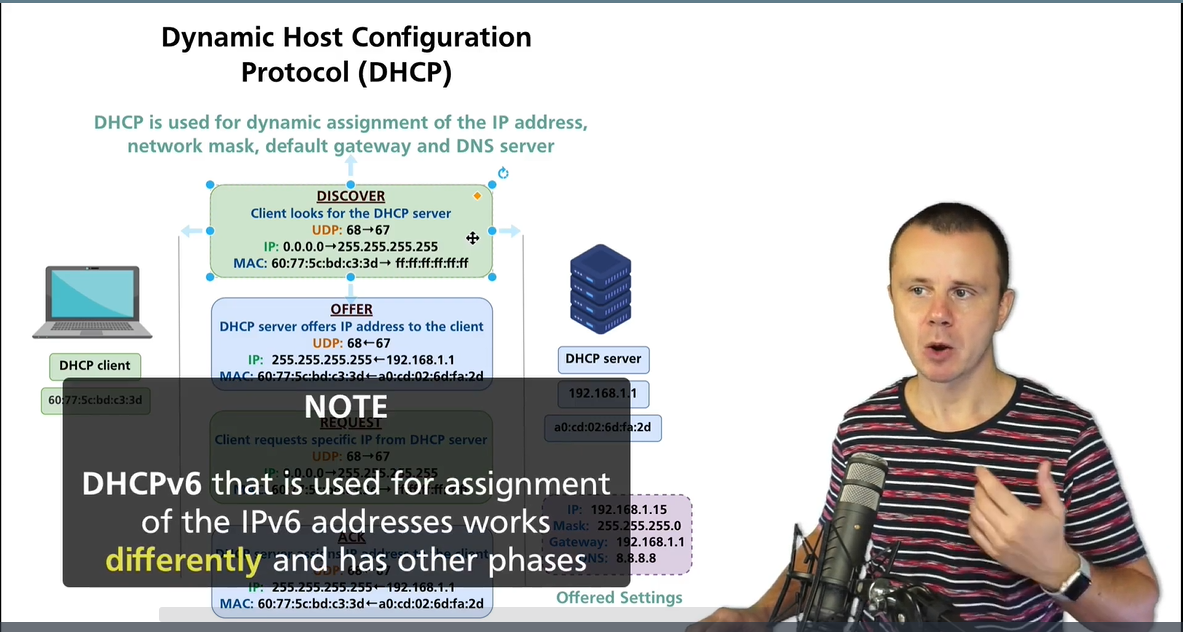 Dynamic Host Configuration
Protocol (DHCP)
DHCP is used for dynamic assignment of the IP address,
network mask, default gateway and DNS server
DISCOVER
Client looks for the DHCP server
UDP: 68→67
IP: 0.0.0.0→255.255.255.255
MAC: 60:77:5c:bd:c3:3d→ ff:ff:ff:ff:ff:ff
OFFER
DHCP server offers IP address to the client
UDP: 68←67
IP: 255.255.255.255←192.168.1.1
MAC: 60:77:5c:bd:c3:3d←a0:cd:02:6d:fa:2d
DHCP client
60:77:5c:bd:c3:3d
DHCP server
192.168.1.1
a0:cd:02:6d:fa:2d
NOTE
DHCPv6 that is used for assignment
of the IPv6 addresses works
differently and has other phases
REQUEST
Client requests specific IP from DHCP server
UDP: 68→67
IP: 0.0.0.0→255.255.255.255
ACK
255.255.255.255←192.168.1.1
MAC: 60:77:5c:bd:c3:3d←a0:cd:02:6d:fa:2d
IP: 192.168.1.15
Mask: 255.255.255.0
Gateway: 192.168.1.1
8.8.8.8
Offered Settings